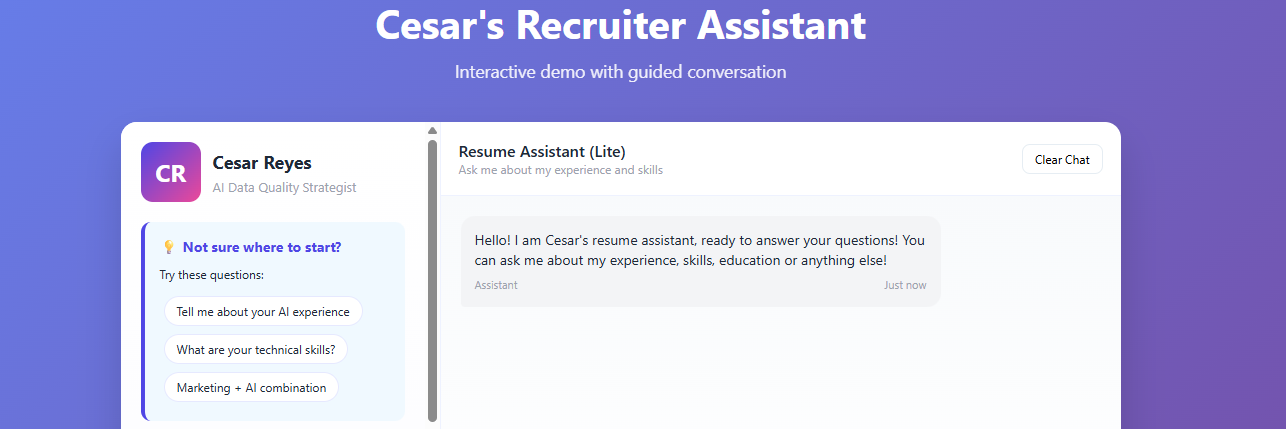 Cesar's Recruiter Assistant
Interactive demo with guided conversation
CR
Cesar Reyes
AI Data Quality Strategist
Not sure where to start?
Try these questions:
Tell me about your AI experience
What are your technical skills?
Marketing + AI combination
Resume Assistant (Lite)
Ask me about my experience and skills
Clear Chat
Hello! I am Cesar's resume assistant, ready to answer your questions! You
can ask me about my experience, skills, education or anything else!
Assistant
Just now